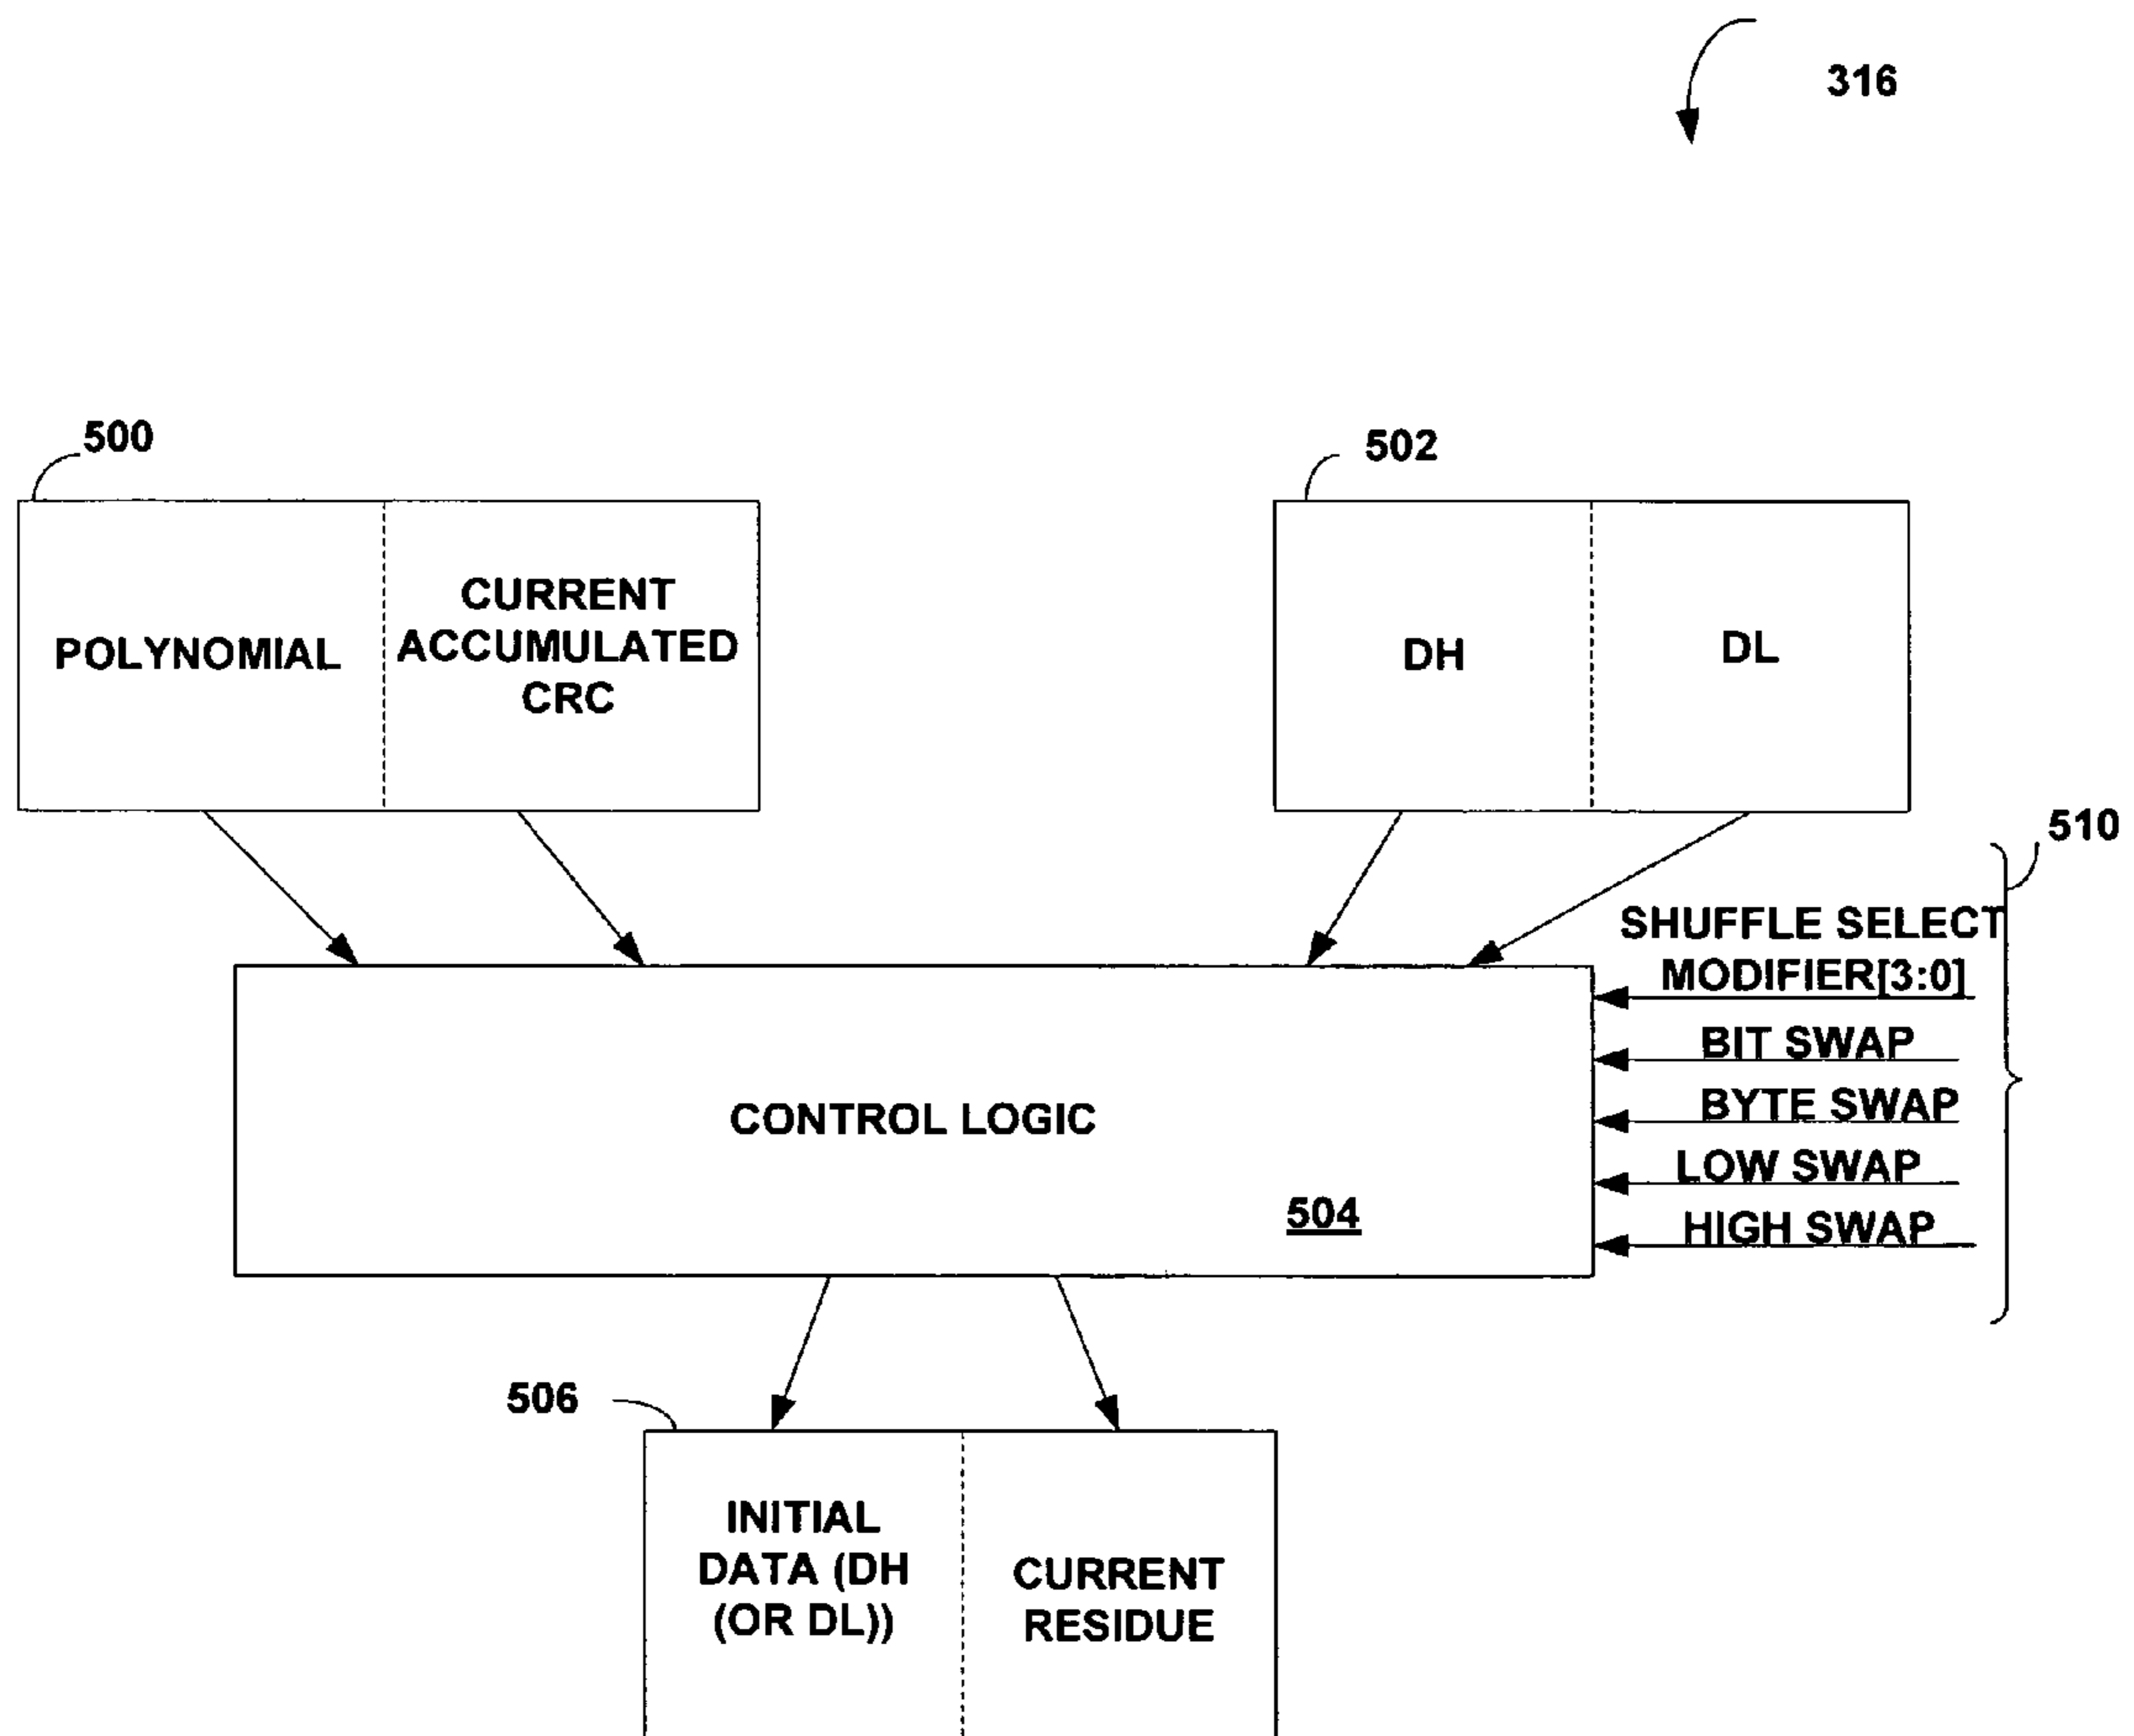 316
500
502
POLYNOMIAL
CURRENT
ACCUMULATED
CRC
DH
DL
510
SHUFFLE SELECT
MODIFIER[3:0]
BIT SWAP
BYTE SWAP
LOW SWAP
HIGH SWAP
CONTROL LOGIC
504
506
INITIAL
DATA (DH
(OR DL))
CURRENT
RESIDUE